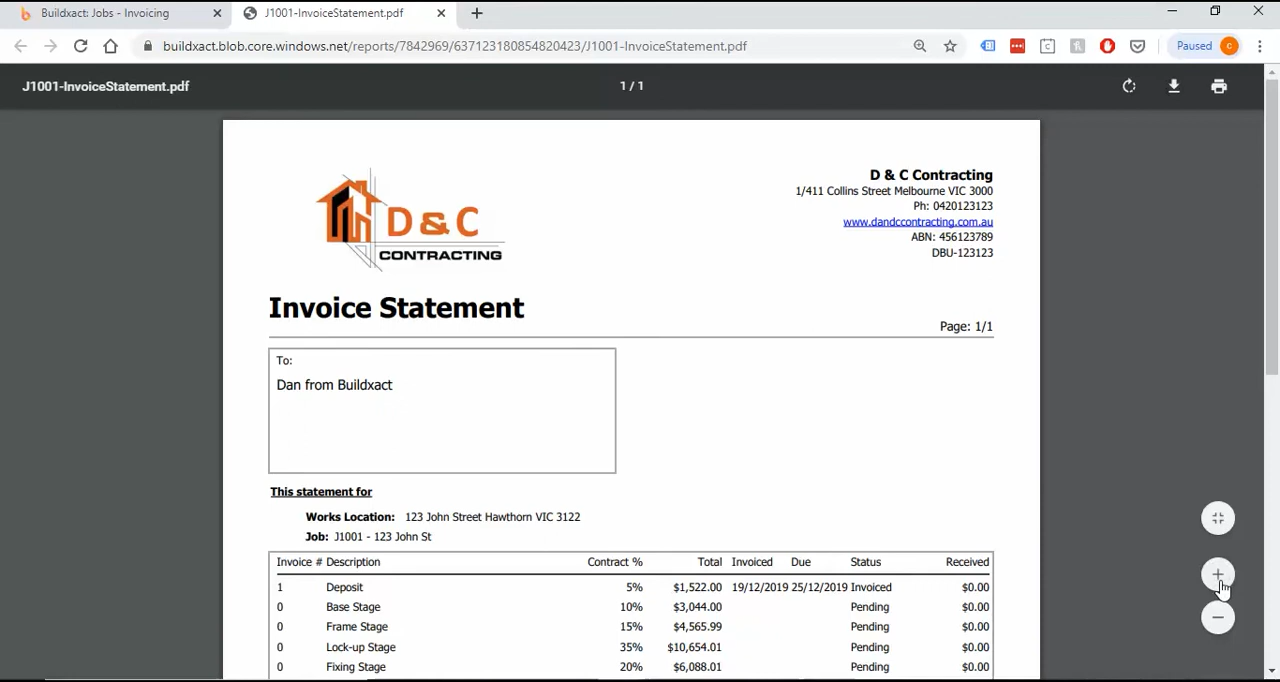 Buildxact: Jobs - Invoicing
J1001-InvoiceStatement.pdf
buildxact.blob.core.windows.net/reports/7842969/637123180854820423/J1001-InvoiceStatement.pdf
Paused c
J1001-InvoiceStatement.pdf
1 / 1
D & C
CONTRACTING
D & C Contracting
1/411 Collins Street Melbourne VIC 3000
Ph: 0420123123
www.dandccontracting.com.au
ABN: 456123789
DBU-123123
Invoice Statement
Page: 1/1
To:
Dan from Buildxact
This statement for
Works Location: 123 John Street Hawthorn VIC 3122
Job: J1001 - 123 John St
Invoice # Description Contract % Total Invoiced Due Status Received
1 Deposit 5% $1,522.00 19/12/2019 25/12/2019 Invoiced $0.00
0 Base Stage 10% $3,044.00 Pending $0.00
0 Frame Stage 15% $4,565.99 Pending $0.00
0 Lock-up Stage 35% $10,654.01 Pending $0.00
0 Fixing Stage 20% $6,088.01 Pending $0.00